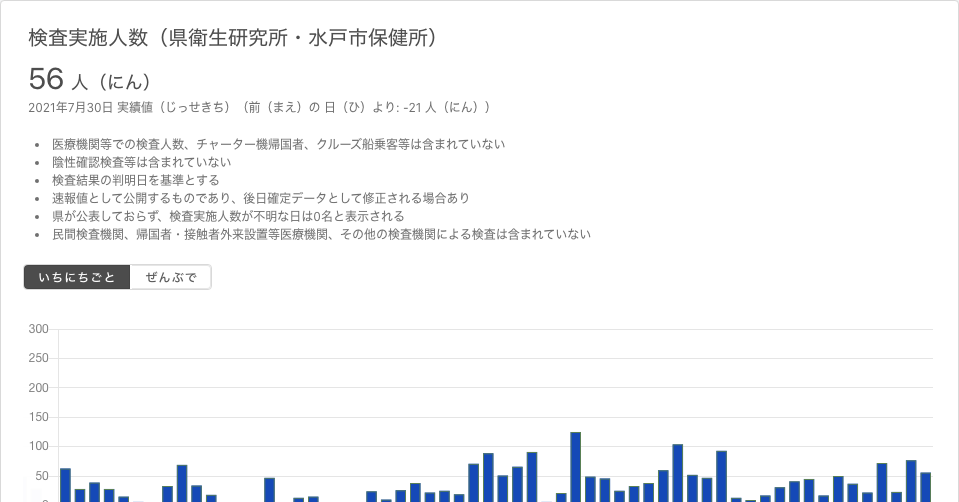 検査実施人数（県衛生研究所・水戸市保健所）
56 人（にん）
2021年7月30日 実績値（じっせきち）（前（まえ）の 日（ひ）より: -21 人（にん））
医療機関等での検査人数、チャーター機帰国者、クルーズ船乗客等は含まれていない
陰性確認検査等は含まれていない
検査結果の判明日を基準とする
速報値として公開するものであり、後日確定データとして修正される場合あり
県が公表しておらず、検査実施人数が不明な日は0名と表示される
民間検査機関、帰国者・接触者外来設置等医療機関、その他の検査機関による検査は含まれていない
いちにちごと ぜんぶで
300
250
200
150
100
50